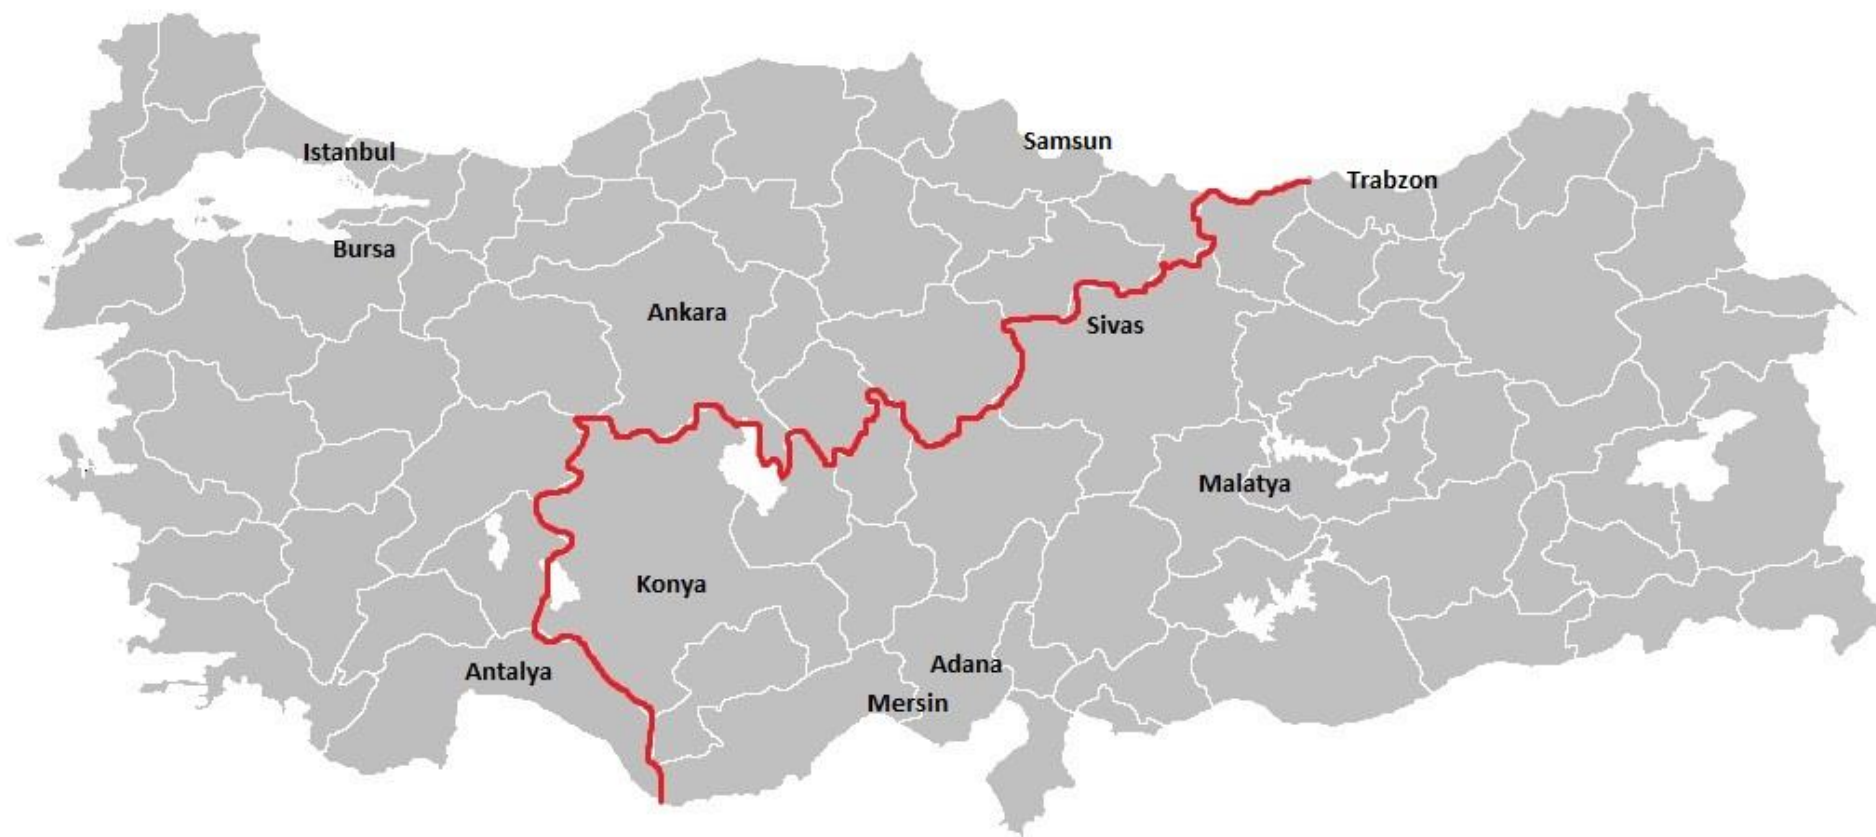 Samsun
Istanbul
Trabzon
Bursa
Ankara
Sivas
Malatya
Konya
Antalya
Adana
Mersin